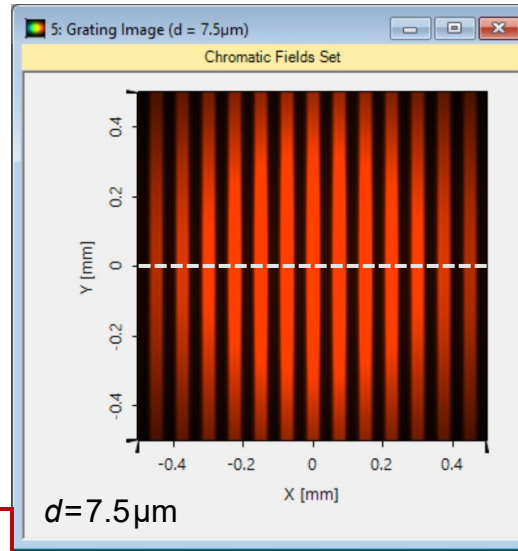 5: Grating Image (d = 7.5μm)
Chromatic Fields Set
0.4
0.2
0
-0.2
-0.4
Y [mm]
-0.4 -0.2 0 0.2 0.4
X [mm]
d=7.5μm